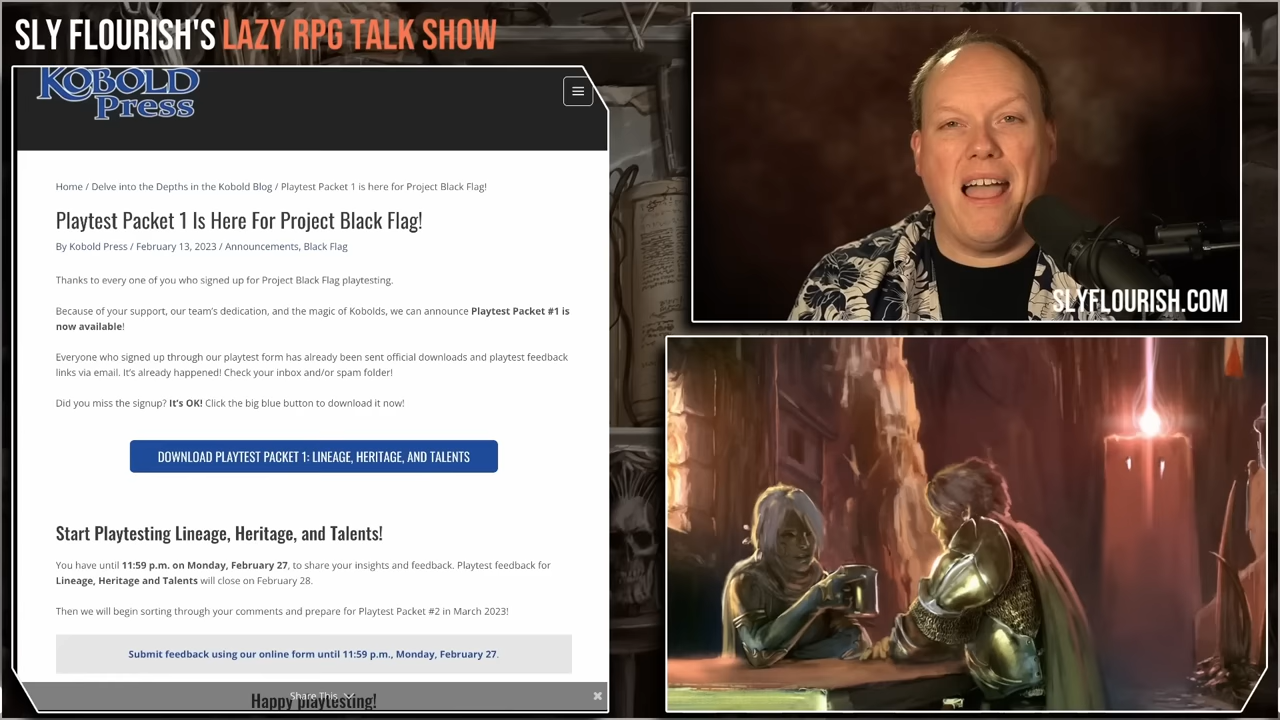 SLY FLOURISH'S LAZY RPG TALK SHOW
KOBOLD
Press
Home / Delve into the Depths in the Kobold Blog / Playtest Packet 1 is here for Project Black Flag!
Playtest Packet 1 Is Here For Project Black Flag!
By Kobold Press / February 13, 2023 / Announcements, Black Flag
Thanks to every one of you who signed up for Project Black Flag playtesting.
Because of your support, our team's dedication, and the magic of Kobolds, we can announce Playtest Packet #1 is
now available!
Everyone who signed up through our playtest form has already been sent official downloads and playtest feedback
links via email. It's already happened! Check your inbox and/or spam folder!
Did you miss the signup? It's OK! Click the big blue button to download it now!
DOWNLOAD PLAYTEST PACKET 1: LINEAGE, HERITAGE, AND TALENTS
Start Playtesting Lineage, Heritage, and Talents!
You have until 11:59 p.m. on Monday, February 27, to share your insights and feedback. Playtest feedback for
Lineage, Heritage and Talents will close on February 28.
Then we will begin sorting through your comments and prepare for Playtest Packet #2 in March 2023!
Submit feedback using our online form until 11:59 p.m., Monday, February 27.
Share This
Happy playtesting!
SLYFLOURISH.COM